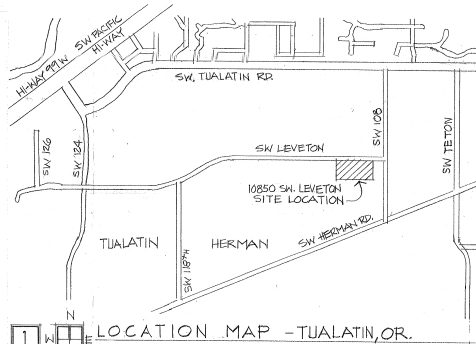 SW PACIFIC
HI-WAY
HI-WAY 99W
SW. TUALATIN RD.
SW 126
SW 124
SW LEVETON
SW 108
SW TETON
10850 SW. LEVETON
SITE LOCATION
TUALATIN
HERMAN
SW HERMAN RD.
SW 118TH
N
1
W
E
LOCATION MAP - TUALATIN, OR.